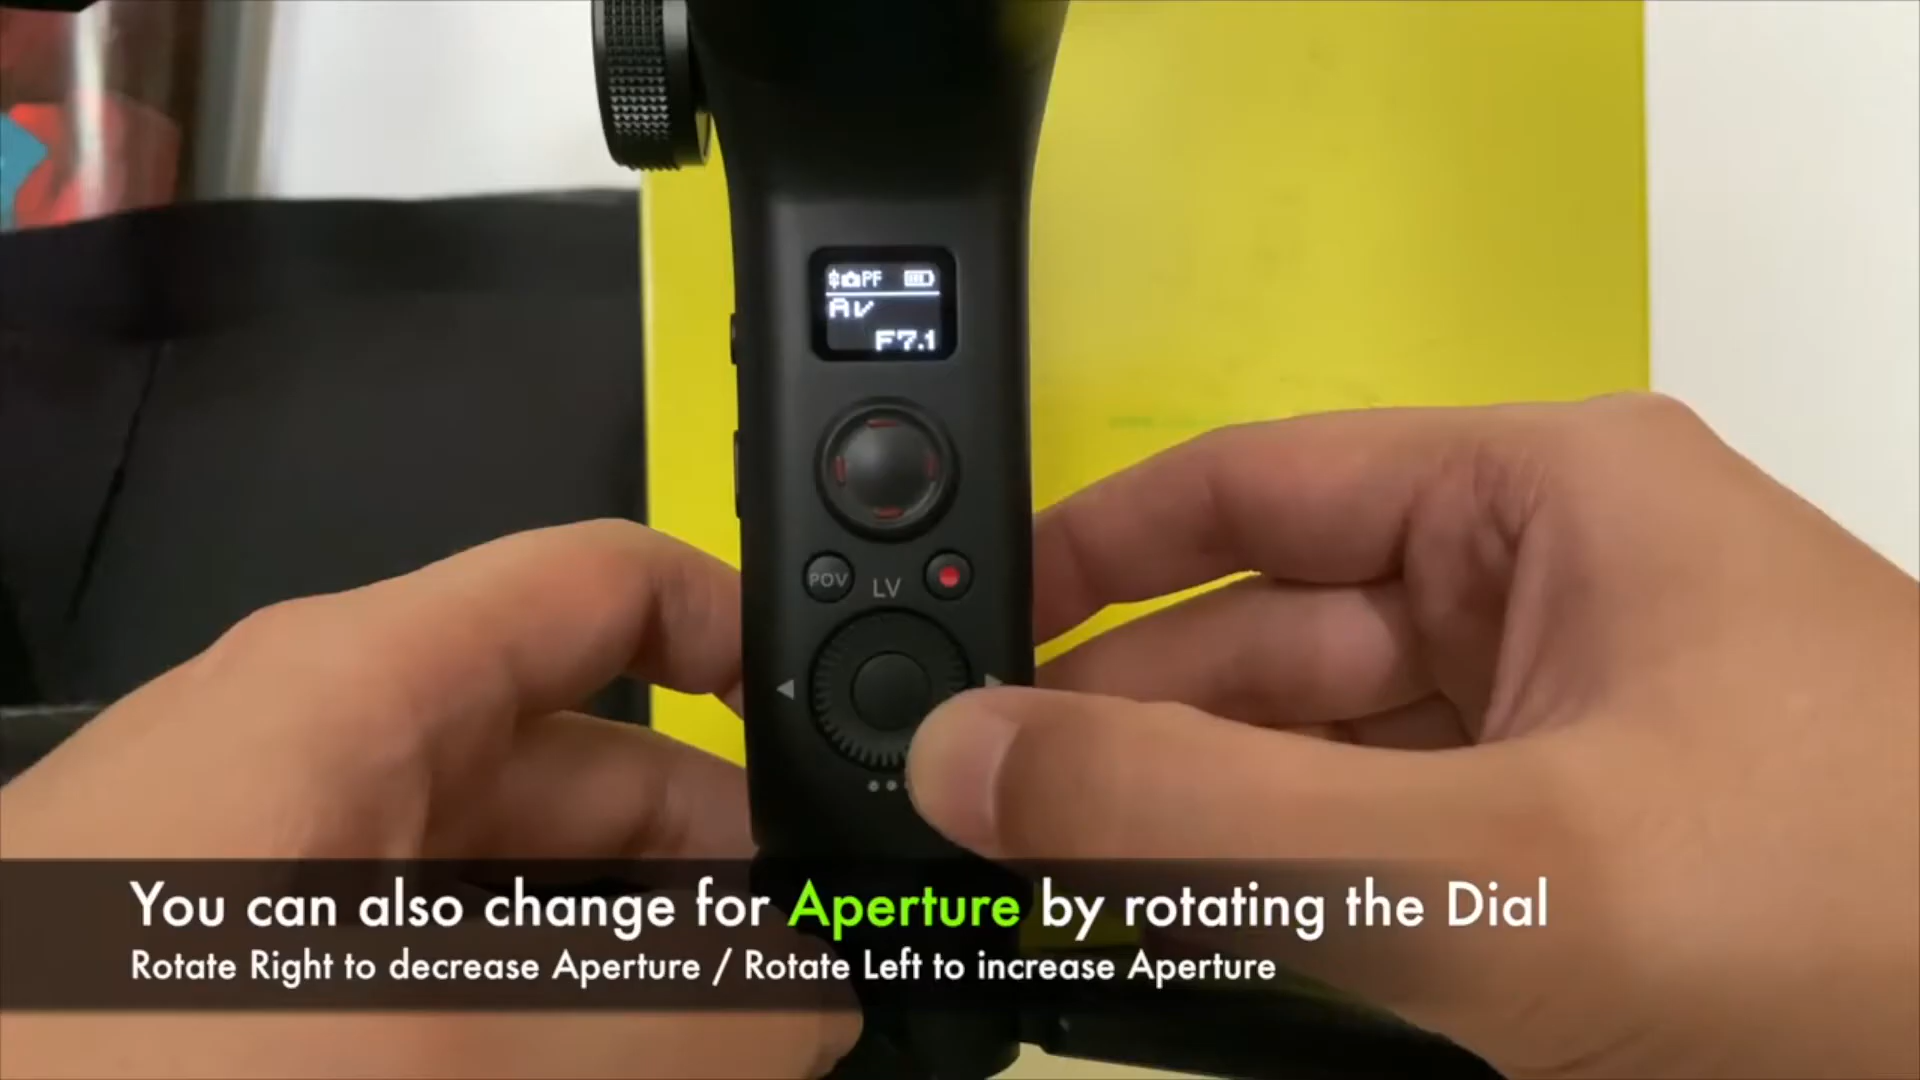 PF
Av
F7.1
POV
LV
You can also change for Aperture by rotating the Dial
Rotate Right to decrease Aperture / Rotate Left to increase Aperture